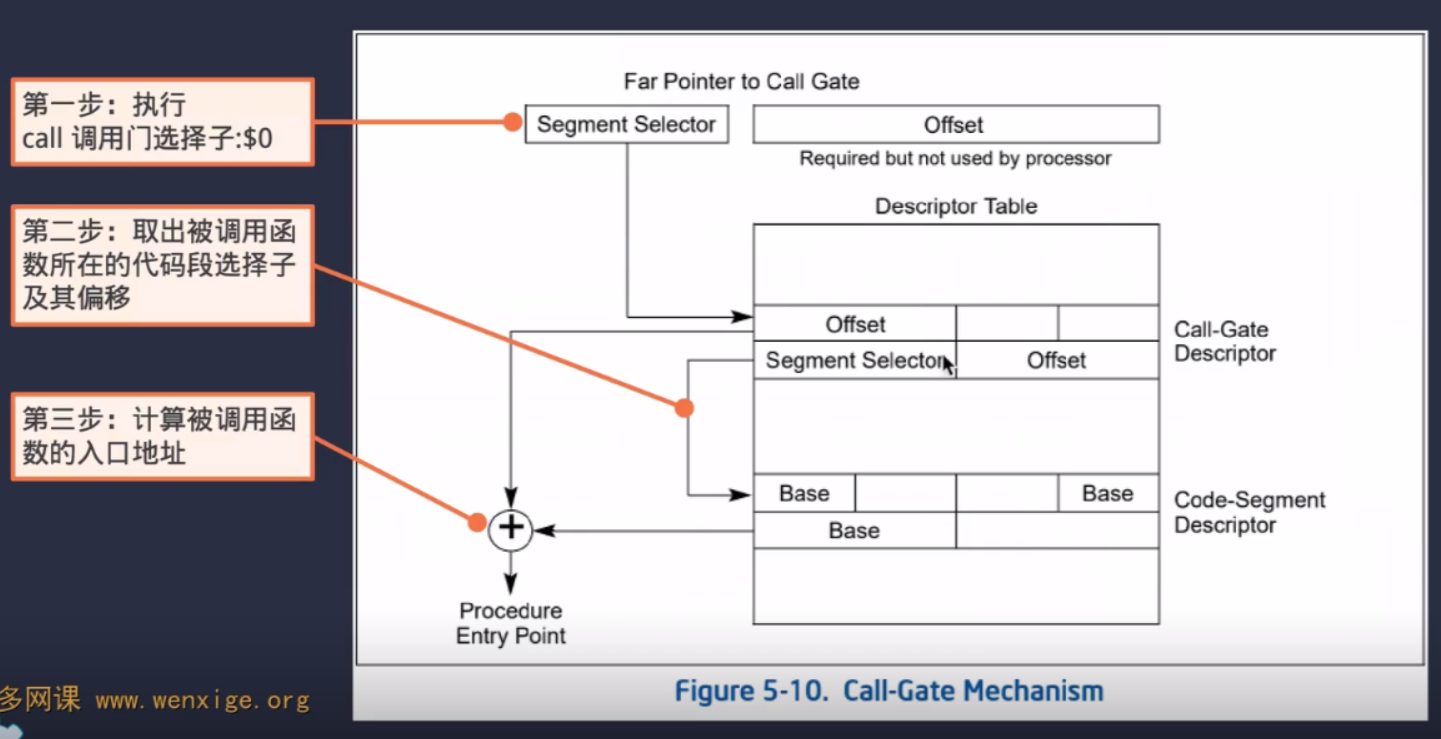 第一步：执行
call 调用门选择子:$0
第二步：取出被调用函
数所在的代码段选择子
及其偏移
第三步：计算被调用函
数的入口地址
Far Pointer to Call Gate
Segment Selector
Offset
Required but not used by processor
Descriptor Table
Offset
Segment Selector
Offset
Call-Gate
Descriptor
Base
Base
Base
Code-Segment
Descriptor
+
Procedure
Entry Point
多网课 www.wenxige.org
Figure 5-10. Call-Gate Mechanism